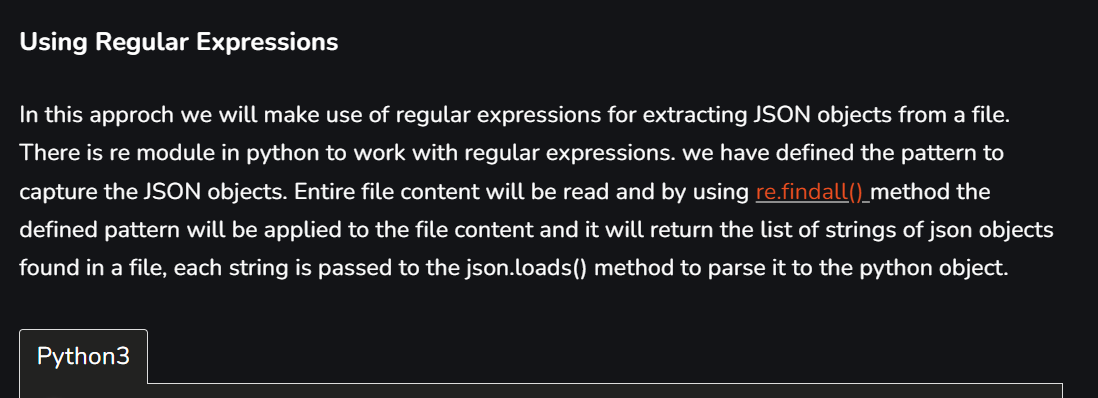 Using Regular Expressions
In this approch we will make use of regular expressions for extracting JSON objects from a file.
There is re module in python to work with regular expressions. we have defined the pattern to
capture the JSON objects. Entire file content will be read and by using re.findall() method the
defined pattern will be applied to the file content and it will return the list of strings of json objects
found in a file, each string is passed to the json.loads() method to parse it to the python object.
Python3